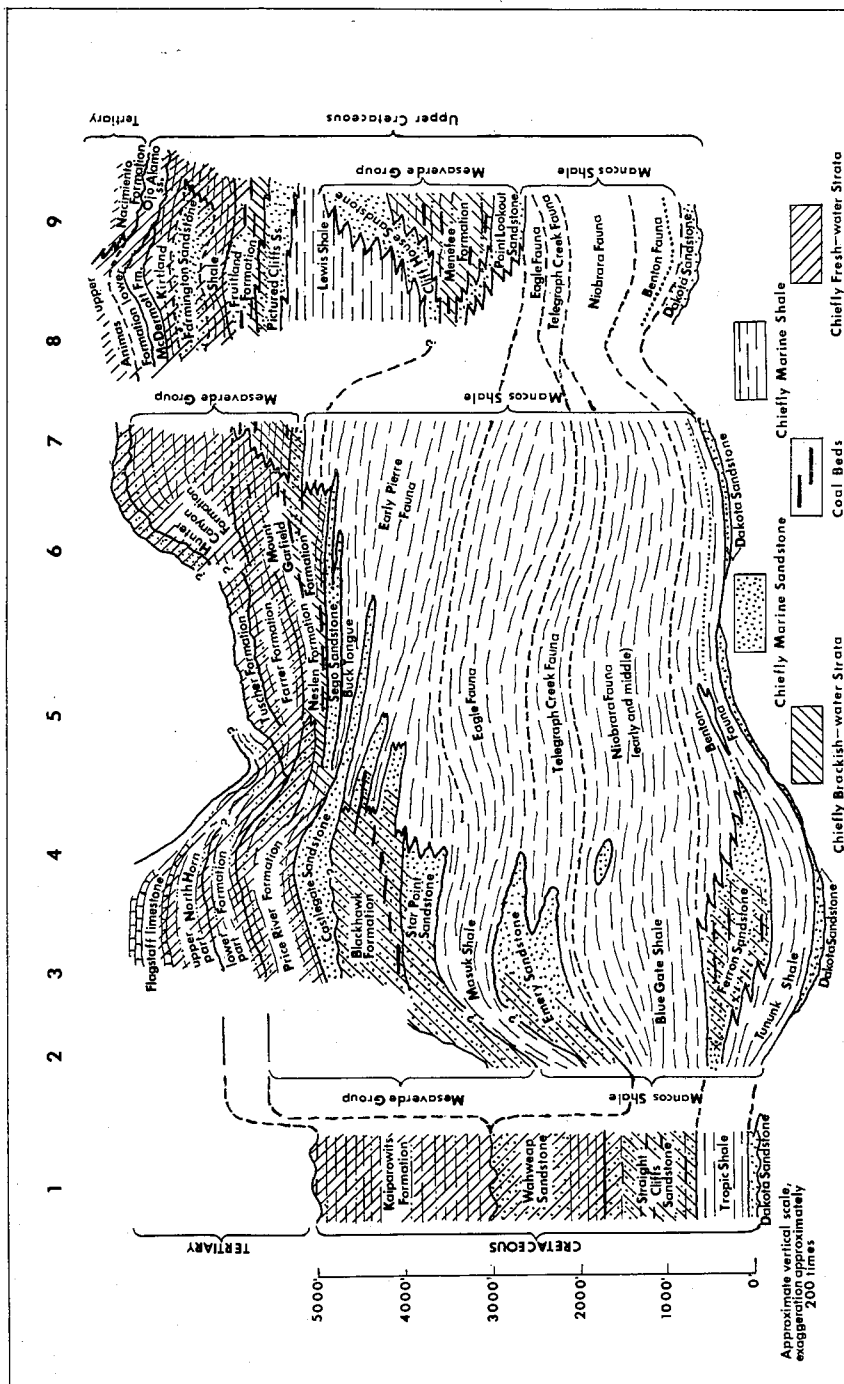 1
2
3
4
5
6
7
8
9
TERTIARY
CRETACEOUS
5000'
4000'
3000'
2000'
1000'
0
Approximate vertical scale,
exaggeration approximately
200 times
Kaiparowits
Formation
Wahweap
Sandstone
Straight
Cliffs
Sandstone
Tropic Shale
Dakota Sandstone
Mesaverde Group
Mancos Shale
Flagstaff limestone
upper
part
North Horn
Formation
lower
part
?
Price River Formation
Castlegate Sandstone
?
Blackhawk
Formation
Star Point
Sandstone
Masuk Shale
?
?
Emery Sandstone
Blue Gate Shale
Ferron Sandstone
Tununk Shale
Dakota Sandstone
?
Tuscher Formation
Farrer Formation
Neslen Formation
Sego Sandstone
Buck Tongue
Eagle Fauna
Telegraph Creek Fauna
Niobrara Fauna
(early and middle)
Benton
Fauna
?
?
Hunter
Canyon
Formation
Mount
Garfield
Formation
Early Pierre
Fauna
Dakota Sandstone
Mesaverde Group
Mancos Shale
?
upper
Animas
lower
Formation
Nacimiento
Formation
Ojo Alamo
ss.
McDermott Fm.
Kirtland
Farmington Sandstone
Shale
Fruitland
Formation
Pictured Cliffs Ss.
Lewis Shale
Cliff House Sandstone
Menefee
Formation
Point Lookout
Sandstone
Eagle Fauna
Telegraph Creek Fauna
Niobrara Fauna
Benton Fauna
Dakota Sandstone
Mesaverde Group
Mancos Shale
Tertiary
Upper Cretaceous
Chiefly Brackish-water Strata
Chiefly Marine Sandstone
Coal Beds
Chiefly Marine Shale
Chiefly Fresh-water Strata